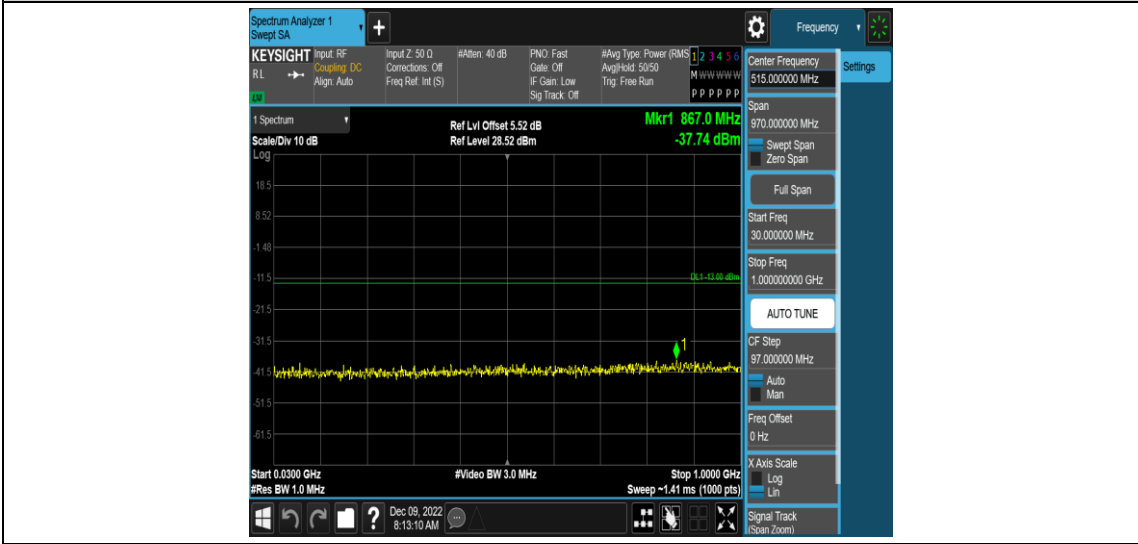 Spectrum Analyzer 1
Swept SA
+
Frequency
KEYSIGHT
RL
Input: RF
Coupling: DC
Align: Auto
Input Z: 50 Ω
Corrections: Off
Freq Ref: Int (S)
#Atten: 40 dB
PNO: Fast
Gate: Off
IF Gain: Low
Sig Track: Off
#Avg Type: Power (RMS
Avg|Hold: 50/50
Trig: Free Run
1 2 3 4 5 6
M W W W W W
P P P P P P
1 Spectrum
Scale/Div 10 dB
Log
Ref Lvl Offset 5.52 dB
Ref Level 28.52 dBm
Mkr1 867.0 MHz
-37.74 dBm
18.5
8.52
-1.48
-11.5
-21.5
-31.5
-41.5
-51.5
-61.5
DL1 -13.00 dBm
1
Start 0.0300 GHz
#Res BW 1.0 MHz
#Video BW 3.0 MHz
Stop 1.0000 GHz
Sweep ~1.41 ms (1000 pts)
?
Dec 09, 2022
8:13:10 AM
Center Frequency
515.000000 MHz
Settings
Span
970.000000 MHz
Swept Span
Zero Span
Full Span
Start Freq
30.000000 MHz
Stop Freq
1.000000000 GHz
AUTO TUNE
CF Step
97.000000 MHz
Auto
Man
Freq Offset
0 Hz
X Axis Scale
Log
Lin
Signal Track
(Span Zoom)